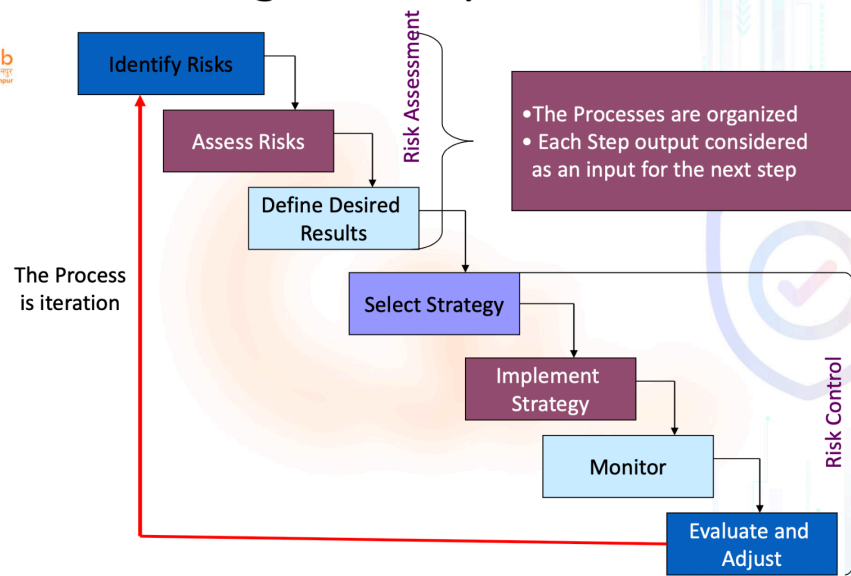 Identify Risks
Assess Risks
Define Desired
Results
Risk Assessment
•The Processes are organized
• Each Step output considered
as an input for the next step
The Process
is iteration
Select Strategy
Implement
Strategy
Monitor
Evaluate and
Adjust
Risk Control